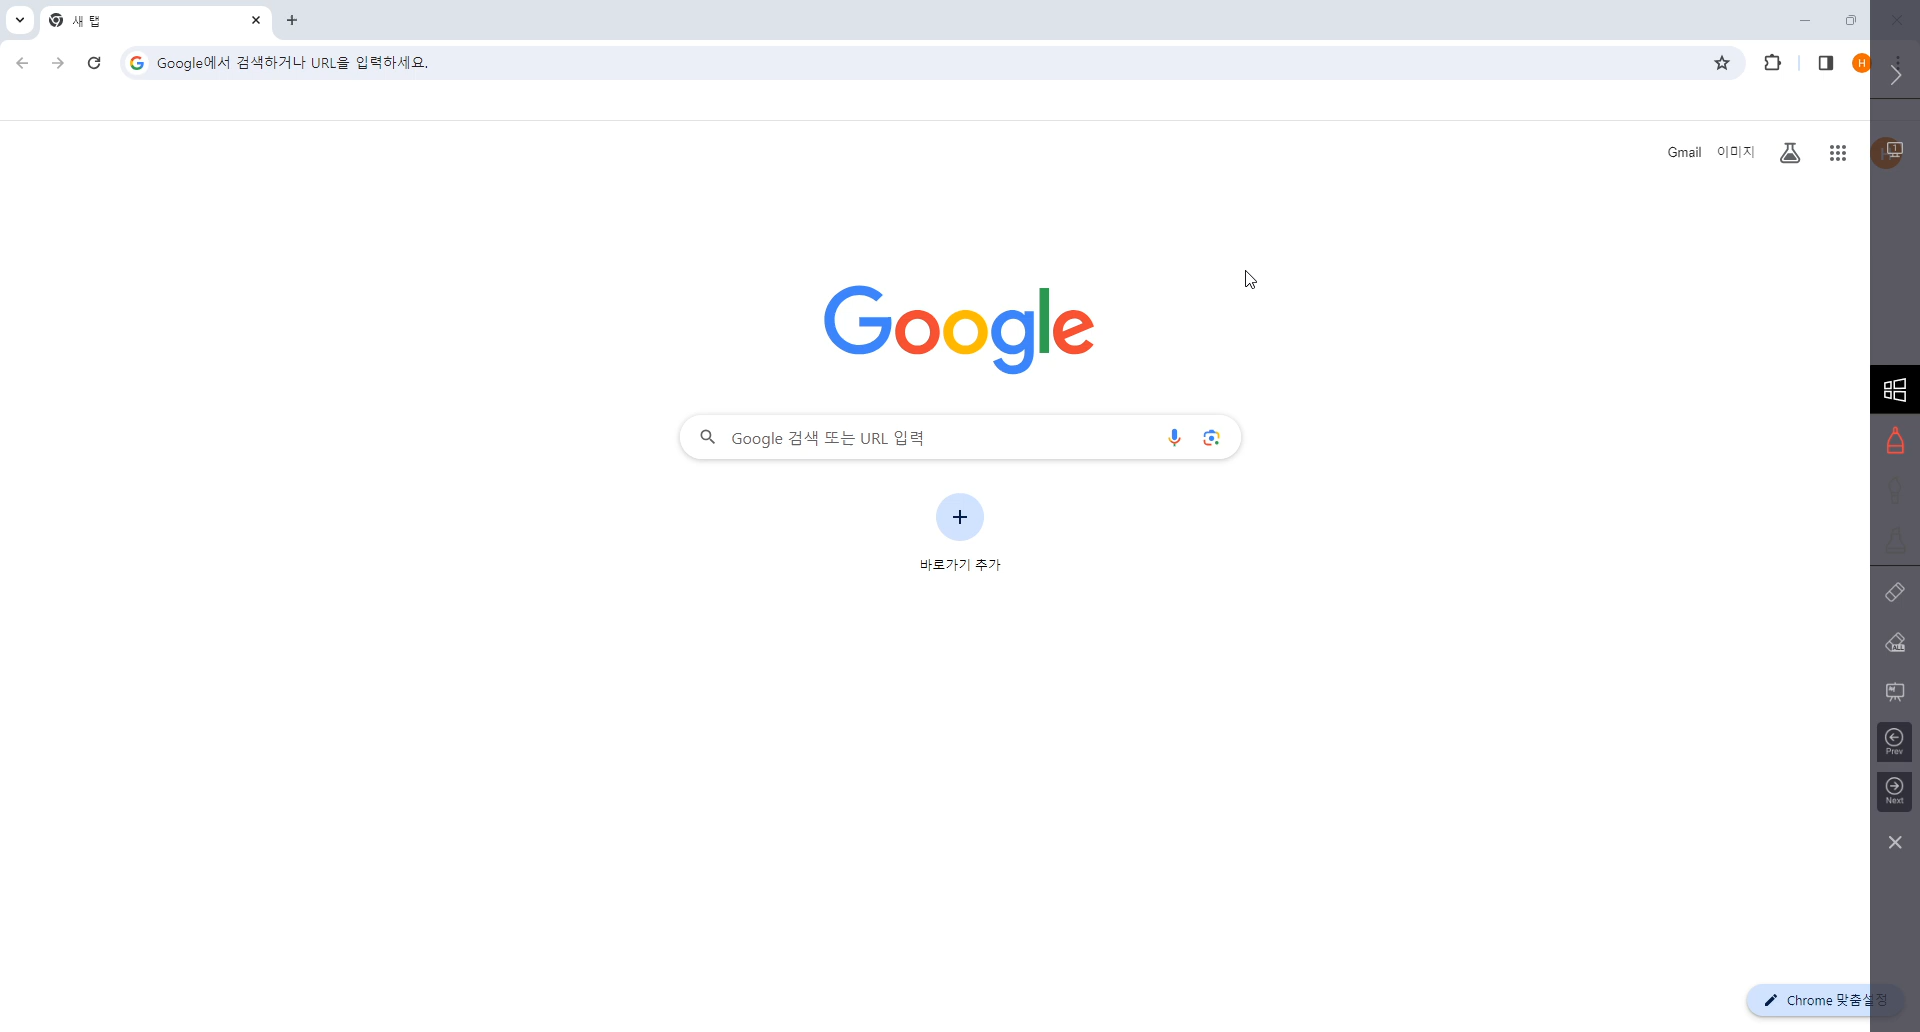 새 탭
Google에서 검색하거나 URL을 입력하세요.
H
Gmail 이미지
1
Google
Google 검색 또는 URL 입력
바로가기 추가
ALL
Prev
Next
Chrome 맞춤설정